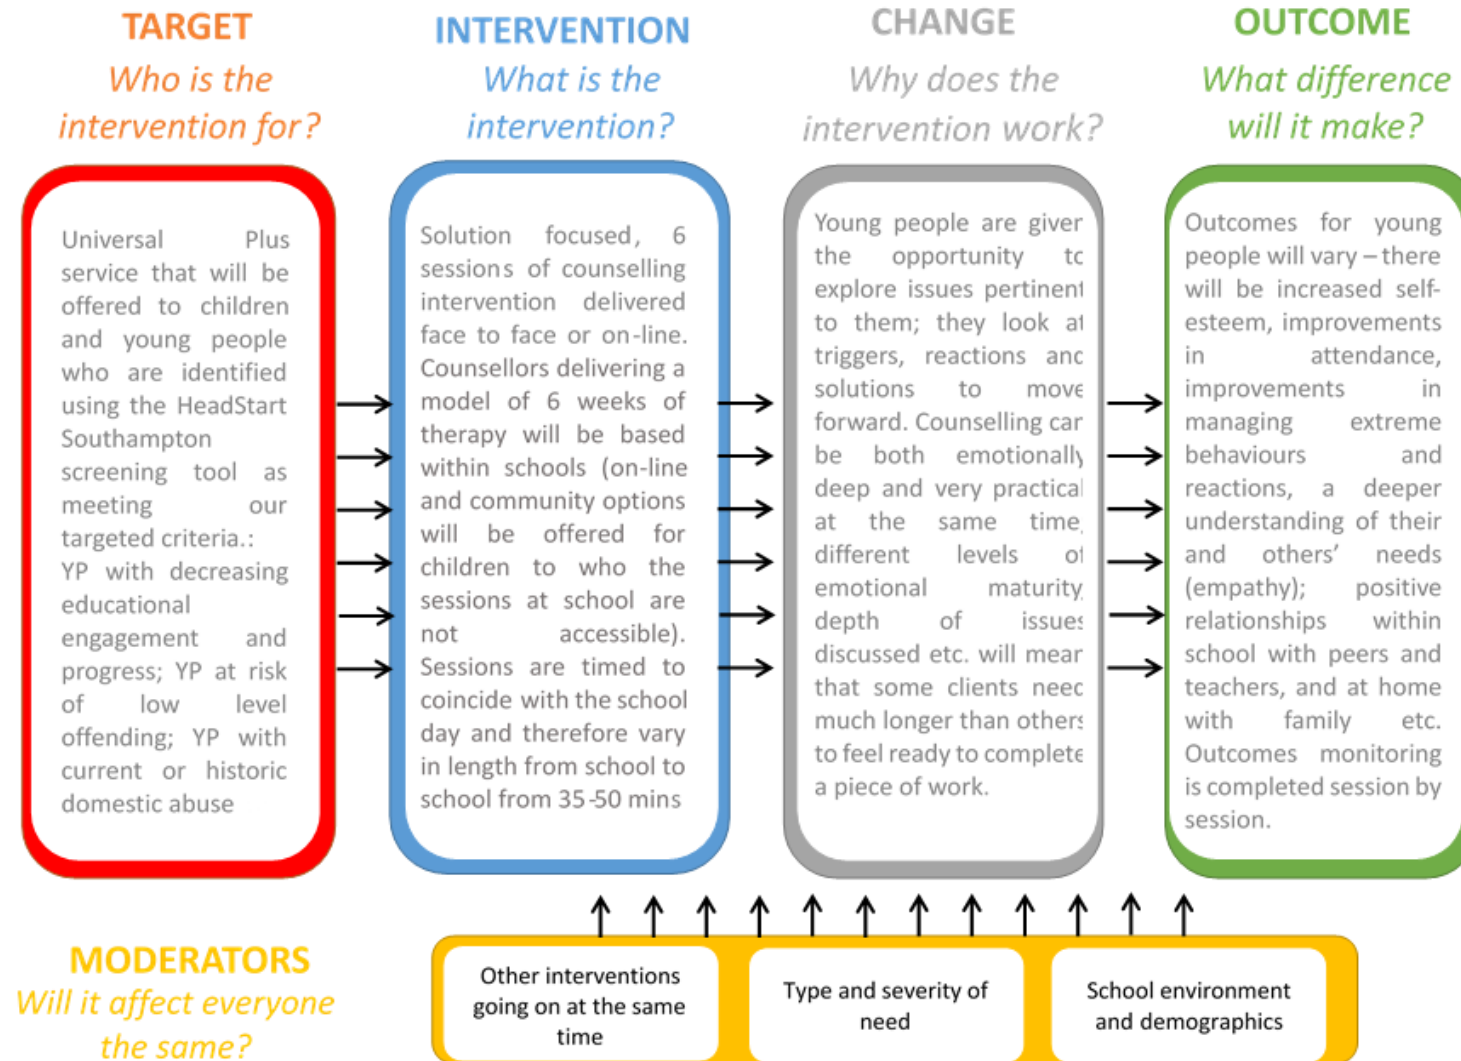 TARGET
Who is the
intervention for?
Universal Plus
service that will be
offered to children
and young people
who are identified
using the HeadStart
Southampton
screening tool as
meeting our
targeted criteria.:
YP with decreasing
educational
engagement and
progress; YP at risk
of low level
offending; YP with
current or historic
domestic abuse
INTERVENTION
What is the
intervention?
Solution focused, 6
sessions of counselling
intervention delivered
face to face or on-line.
Counsellors delivering a
model of 6 weeks of
therapy will be based
within schools (on-line
and community options
will be offered for
children to who the
sessions at school are
not accessible).
Sessions are timed to
coincide with the school
day and therefore vary
in length from school to
school from 35-50 mins
CHANGE
Why does the
intervention work?
Young people are given
the opportunity to
explore issues pertinent
to them; they look at
triggers, reactions and
solutions to move
forward. Counselling can
be both emotionally
deep and very practical
at the same time,
different levels of
emotional maturity,
depth of issues
discussed etc. will mean
that some clients need
much longer than others
to feel ready to complete
a piece of work.
OUTCOME
What difference
will it make?
Outcomes for young
people will vary – there
will be increased self-
esteem, improvements
in attendance,
improvements in
managing extreme
behaviours and
reactions, a deeper
understanding of their
and others’ needs
(empathy); positive
relationships within
school with peers and
teachers, and at home
with family etc.
Outcomes monitoring
is completed session by
session.
MODERATORS
Will it affect everyone
the same?
Other interventions
going on at the same
time
Type and severity of
need
School environment
and demographics